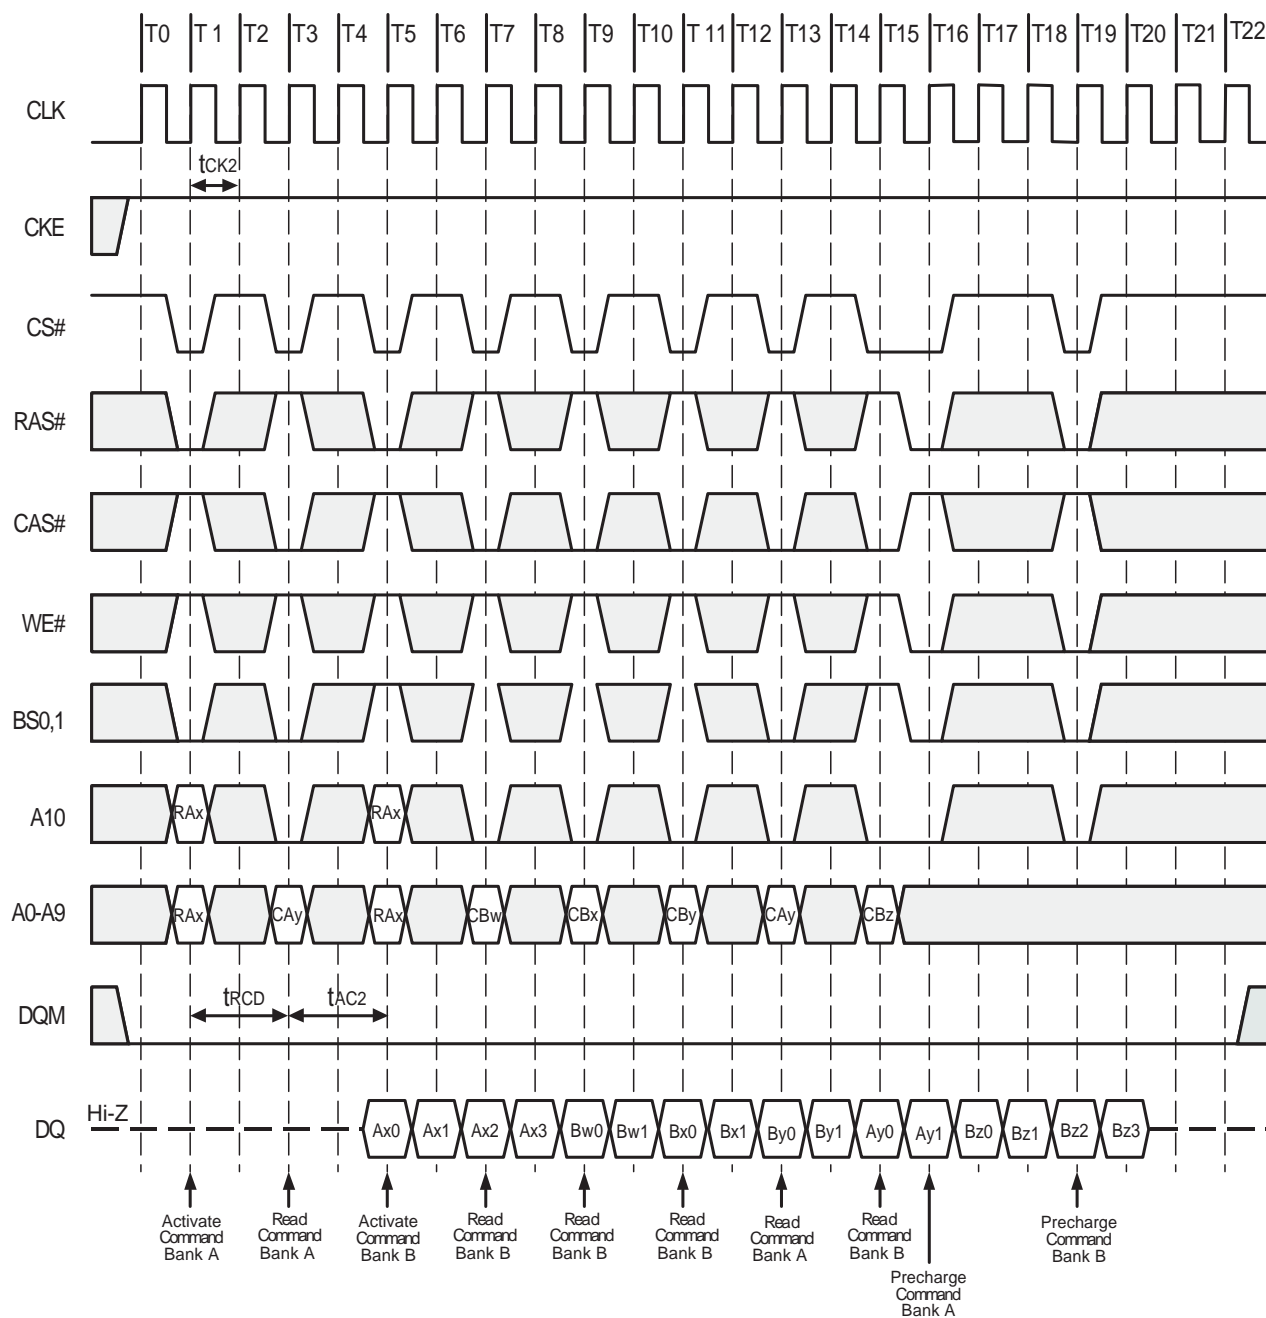 T0 T 1 T2 T3 T4 T5 T6 T7 T8 T9 T10 T 11 T12 T13 T14 T15 T16 T17 T18 T19 T20 T21 T22
CLK
tCK2
CKE
CS#
RAS#
CAS#
WE#
BS0,1
A10 RAx RAx
A0-A9 RAx CAy RAx CBw CBx CBy CAy CBz
DQM tRCD tAC2
Hi-Z
DQ Ax0 Ax1 Ax2 Ax3 Bw0 Bw1 Bx0 Bx1 By0 By1 Ay0 Ay1 Bz0 Bz1 Bz2 Bz3
Activate
Command
Bank A
Read
Command
Bank A
Activate
Command
Bank B
Read
Command
Bank B
Read
Command
Bank B
Read
Command
Bank B
Read
Command
Bank A
Read
Command
Bank B
Precharge
Command
Bank A
Precharge
Command
Bank B